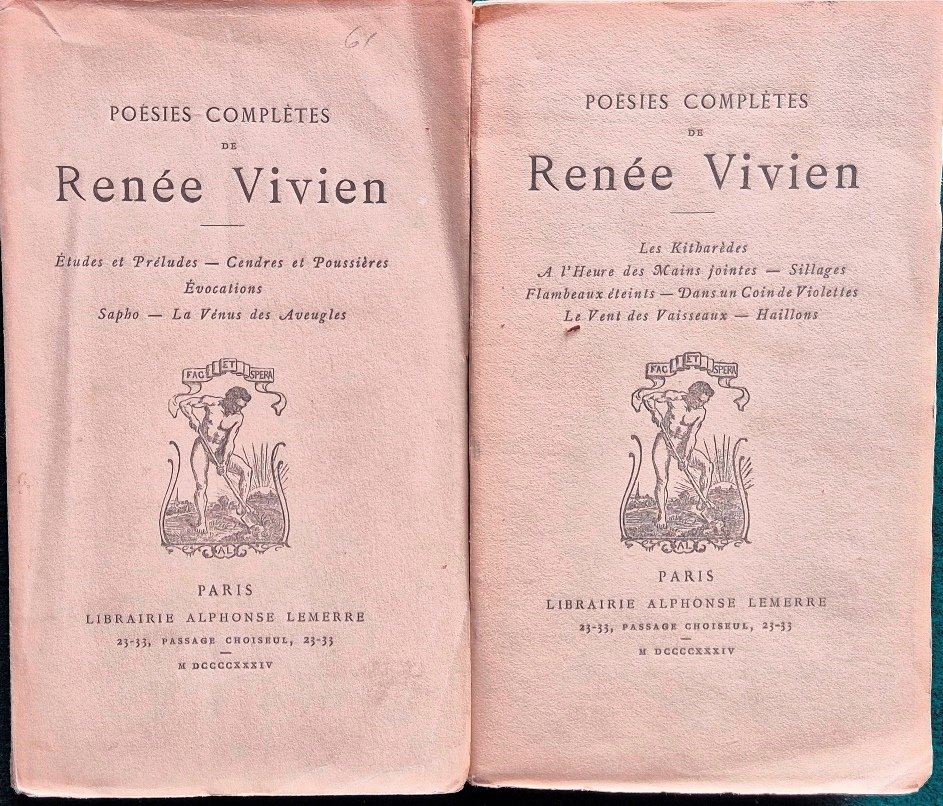 61
POÉSIES COMPLÈTES
DE
Renée Vivien
Études et Préludes — Cendres et Poussières
Évocations
Sapho — La Vénus des Aveugles
FAC ET SPERA
AL
PARIS
LIBRAIRIE ALPHONSE LEMERRE
23-33, PASSAGE CHOISEUL, 23-33
M DCCCCXXXIV
POÉSIES COMPLÈTES
DE
Renée Vivien
Les Kitharèdes
A l'Heure des Mains jointes — Sillages
Flambeaux éteints — Dans un Coin de Violettes
Le Vent des Vaisseaux — Haillons
FAC ET SPERA
AL
PARIS
LIBRAIRIE ALPHONSE LEMERRE
23-33, PASSAGE CHOISEUL, 23-33
M DCCCCXXXIV